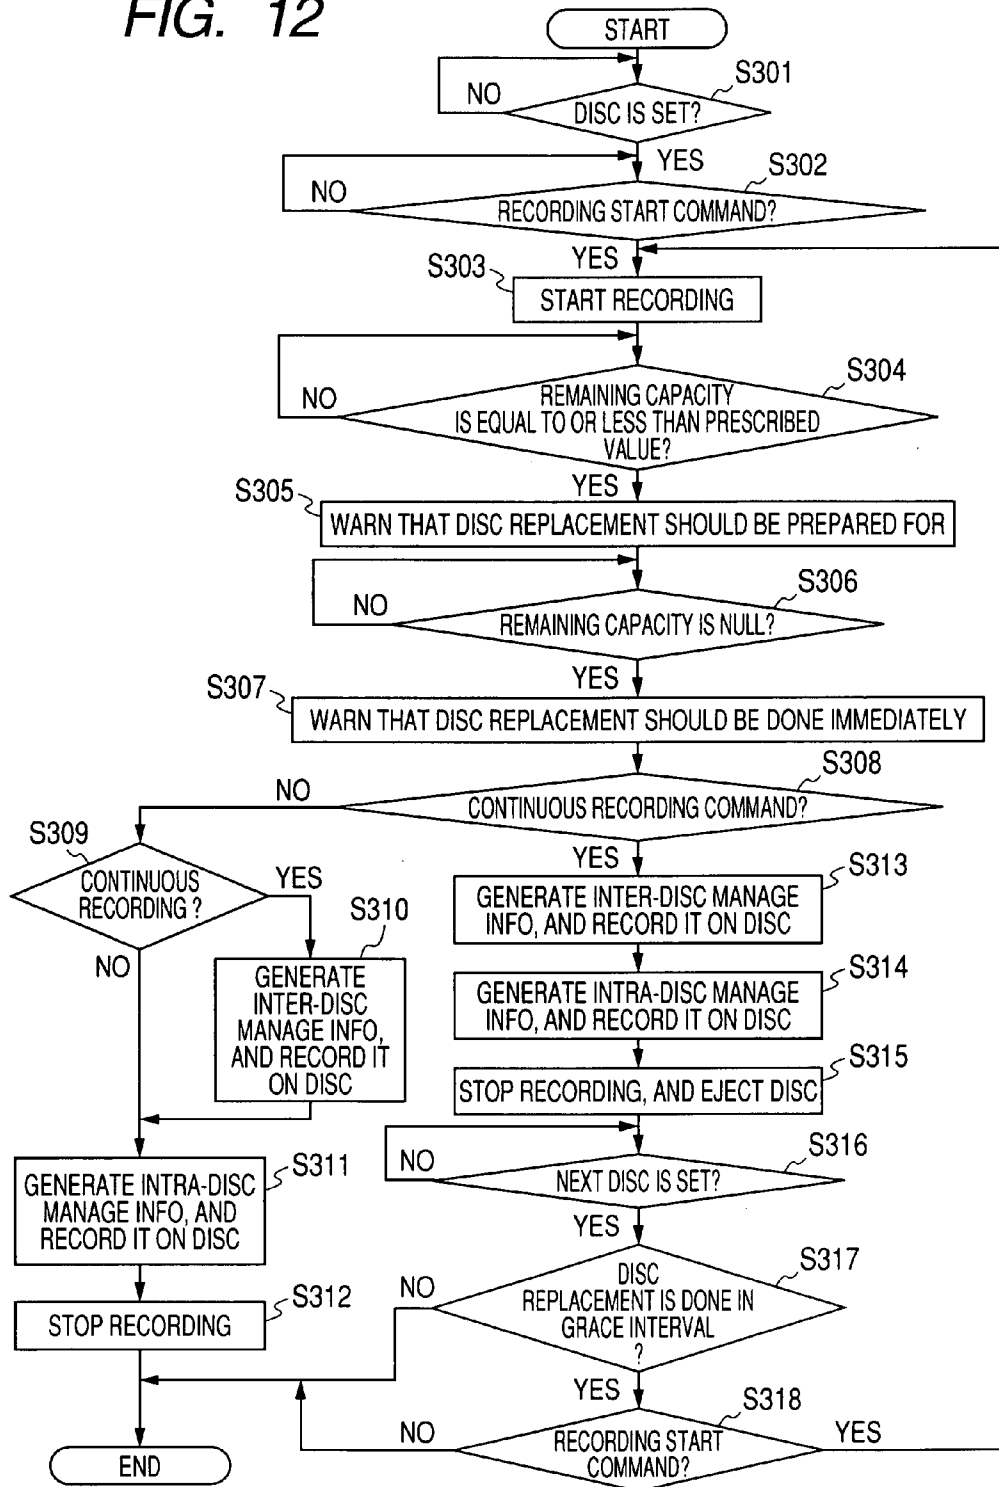 FIG. 12
START
S301
NO
DISC IS SET?
YES
S302
NO
RECORDING START COMMAND?
YES
S303
START RECORDING
S304
NO
REMAINING CAPACITY
IS EQUAL TO OR LESS THAN PRESCRIBED
VALUE?
YES
S305
WARN THAT DISC REPLACEMENT SHOULD BE PREPARED FOR
S306
NO
REMAINING CAPACITY IS NULL?
YES
S307
WARN THAT DISC REPLACEMENT SHOULD BE DONE IMMEDIATELY
S308
NO
CONTINUOUS RECORDING COMMAND?
YES
S309
CONTINUOUS
RECORDING ?
YES
NO
S310
GENERATE
INTER-DISC
MANAGE INFO,
AND RECORD IT
ON DISC
S311
GENERATE INTRA-DISC
MANAGE INFO, AND
RECORD IT ON DISC
S312
STOP RECORDING
S313
GENERATE INTER-DISC MANAGE
INFO, AND RECORD IT ON DISC
S314
GENERATE INTRA-DISC MANAGE
INFO, AND RECORD IT ON DISC
S315
STOP RECORDING, AND EJECT DISC
S316
NO
NEXT DISC IS SET?
YES
S317
NO
DISC
REPLACEMENT IS DONE IN
GRACE INTERVAL
?
YES
S318
NO
RECORDING START
COMMAND?
YES
END